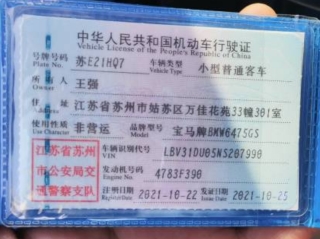 中华人民共和国机动车行驶证
Vehicle License of the People's Republic of China
号牌号码 苏E21HQ7 车辆类型 小型普通客车
Plate No. Vehicle Type
所有人 王强
Owner
住址 江苏省苏州市姑苏区万佳花苑33幢301室
Address
使用性质 非营运 品牌型号 宝马牌BMW6475GS
Use Character Model
江苏省苏州
市公安局交
通警察支队
车辆识别代号 LBV31DU05NS207990
VIN
发动机号码 4783F390
Engine No.
注册日期 2021-10-22 发证日期 2021-10-25
Register Date Issue Date